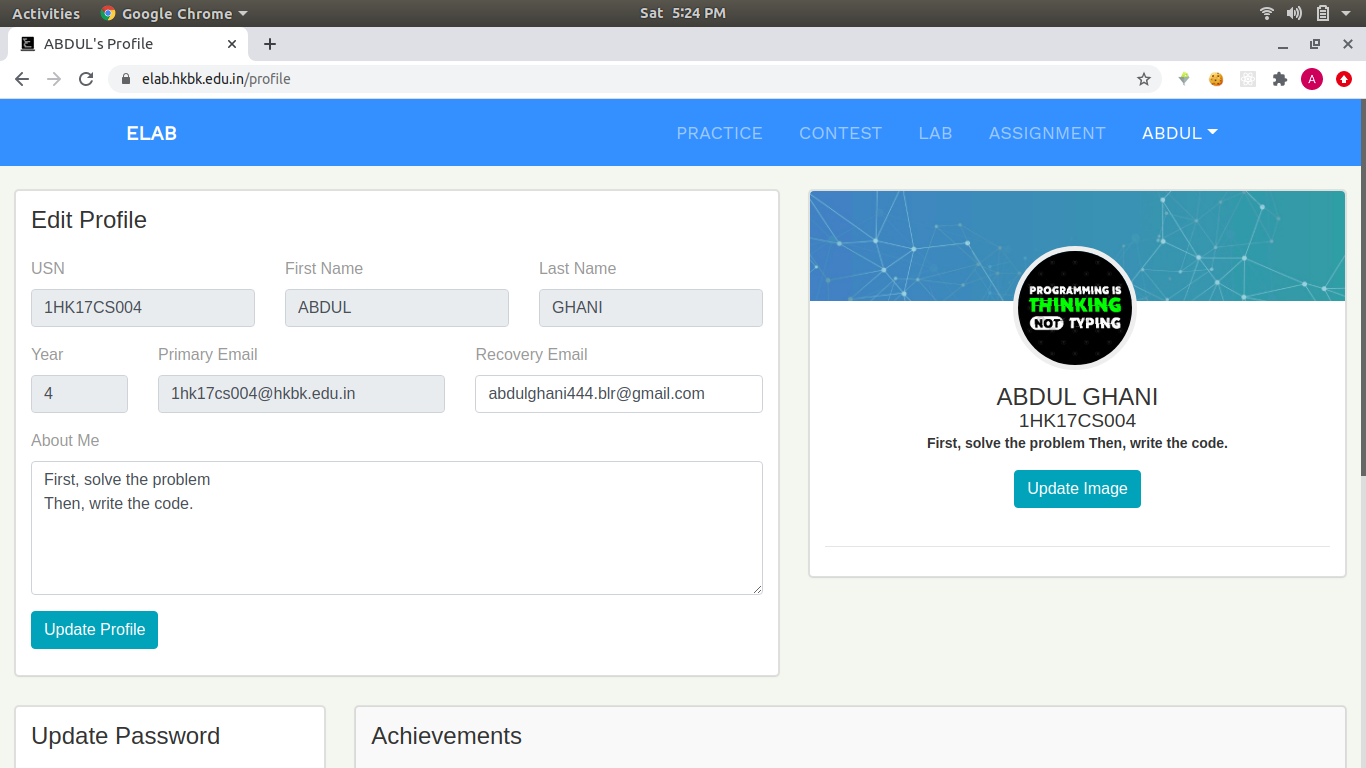 Activities Google Chrome Sat 5:24 PM
ABDUL's Profile
elab.hkbk.edu.in/profile
A
ELAB PRACTICE CONTEST LAB ASSIGNMENT ABDUL
Edit Profile
USN First Name Last Name
1HK17CS004 ABDUL GHANI
Year Primary Email Recovery Email
4 1hk17cs004@hkbk.edu.in abdulghani444.blr@gmail.com
About Me
First, solve the problem
Then, write the code.
Update Profile
PROGRAMMING IS
THINKING
NOT TYPING
ABDUL GHANI
1HK17CS004
First, solve the problem Then, write the code.
Update Image
Update Password
Achievements